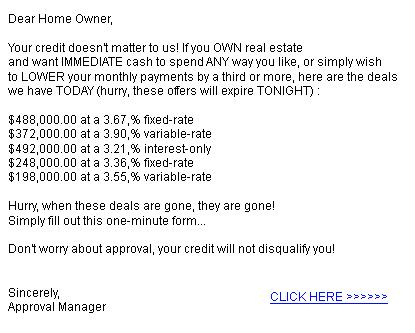 Dear Home Owner,
Your credit doesn't matter to us! If you OWN real estate
and want IMMEDIATE cash to spend ANY way you like, or simply wish
to LOWER your monthly payments by a third or more, here are the deals
we have TODAY (hurry, these offers will expire TONIGHT) :
$488,000.00 at a 3.67,% fixed-rate
$372,000.00 at a 3.90,% variable-rate
$492,000.00 at a 3.21,% interest-only
$248,000.00 at a 3.36,% fixed-rate
$198,000.00 at a 3.55,% variable-rate
Hurry, when these deals are gone, they are gone!
Simply fill out this one-minute form...
Don't worry about approval, your credit will not disqualify you!
Sincerely,
Approval Manager
CLICK HERE >>>>>>